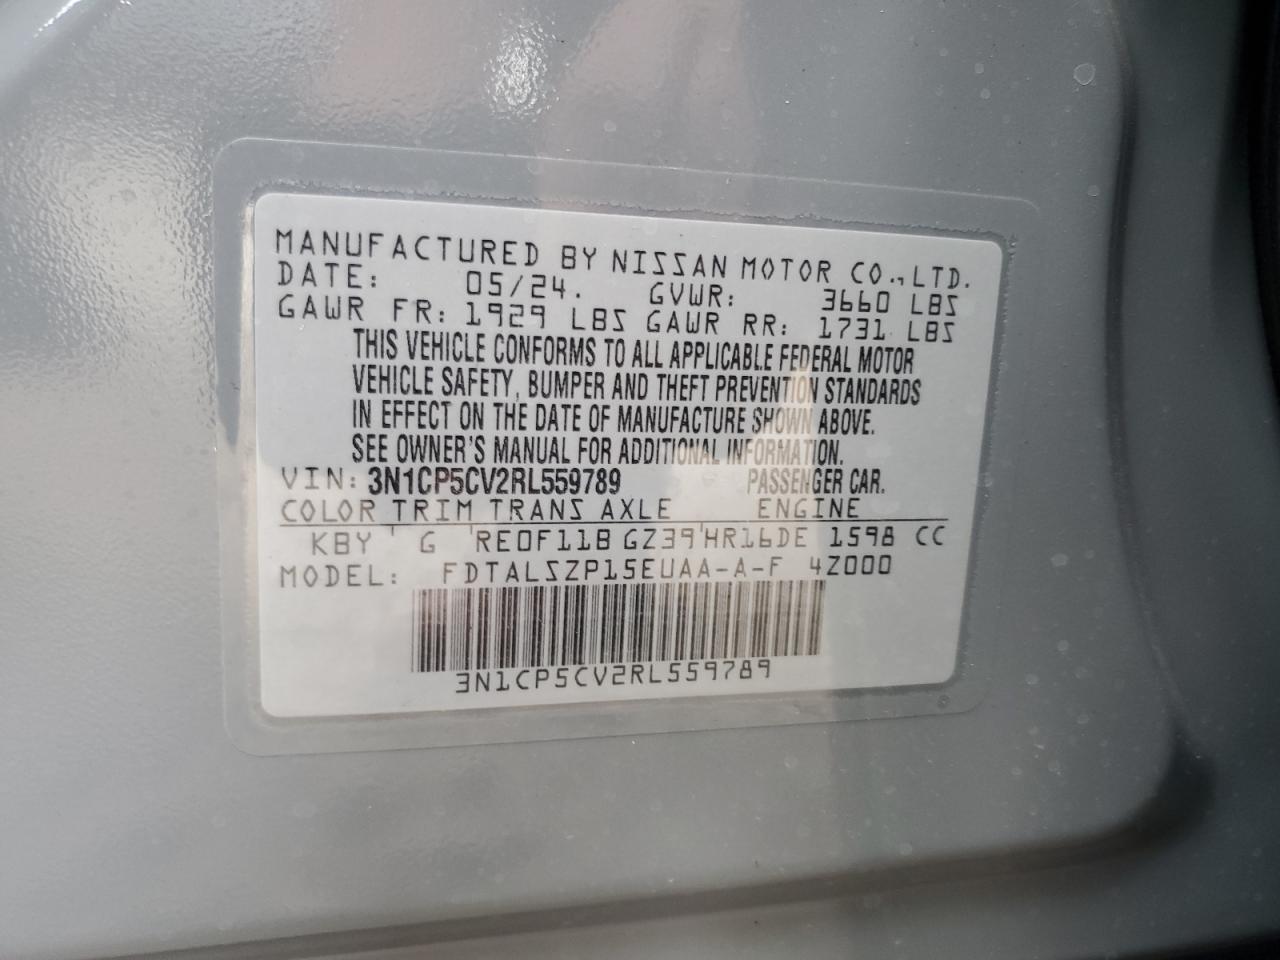 MANUFACTURED BY NISSAN MOTOR CO.,LTD.
DATE: 05/24. GVWR: 3660 LBS
GAWR FR: 1929 LBS GAWR RR: 1731 LBS
THIS VEHICLE CONFORMS TO ALL APPLICABLE FEDERAL MOTOR
VEHICLE SAFETY, BUMPER AND THEFT PREVENTION STANDARDS
IN EFFECT ON THE DATE OF MANUFACTURE SHOWN ABOVE.
SEE OWNER'S MANUAL FOR ADDITIONAL INFORMATION.
VIN: 3N1CP5CV2RL559789 PASSENGER CAR.
COLOR TRIM TRANS AXLE ENGINE
KBY G RE0F11B GZ39 HR16DE 1598 CC
MODEL: FDTALSZP15EUAA-A-F 4Z000
3N1CP5CV2RL559789